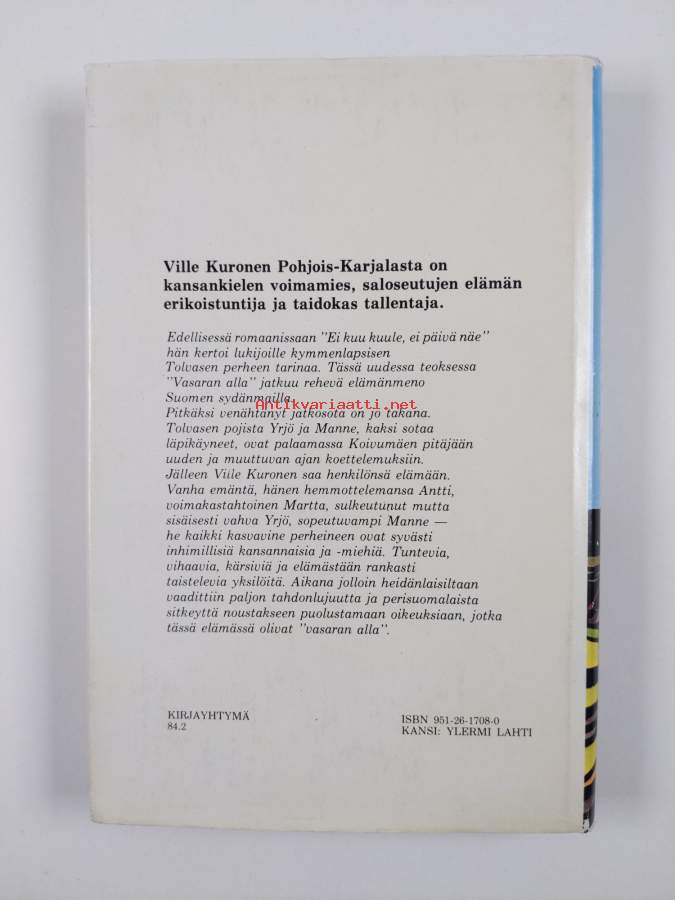 Ville Kuronen Pohjois-Karjalasta on
kansankielen voimamies, saloseutujen elämän
erikoistuntija ja taidokas tallentaja.
Edellisessä romaanissaan "Ei kuu kuule, ei päivä näe"
hän kertoi lukijoille kymmenlapsisen
Tolvasen perheen tarinaa. Tässä uudessa teoksessa
"Vasaran alla" jatkuu rehevä elämänmeno
Suomen sydänmailla.
Antikvariaatti.net
Pitkäksi venähtänyt jatkosota on jo takana.
Tolvasen pojista Yrjö ja Manne, kaksi sotaa
läpikäyneet, ovat palaamassa Koivumäen pitäjään
uuden ja muuttuvan ajan koettelemuksiin.
Jälleen Ville Kuronen saa henkilönsä elämään.
Vanha emäntä, hänen hemmottelemansa Antti,
voimakastahtoinen Martta, sulkeutunut mutta
sisäisesti vahva Yrjö, sopeutuvampi Manne —
he kaikki kasvavine perheineen ovat syvästi
inhimillisiä kansannaisia ja -miehiä. Tuntevia,
vihaavia, kärsiviä ja elämästään rankasti
taistelevia yksilöitä. Aikana jolloin heidänlaisiltaan
vaadittiin paljon tahdonlujuutta ja perisuomalaista
sitkeyttä noustakseen puolustamaan oikeuksiaan, jotka
tässä elämässä olivat "vasaran alla".
KIRJAYHTYMÄ
84.2
ISBN 951-26-1708-0
KANSI: YLERMI LAHTI